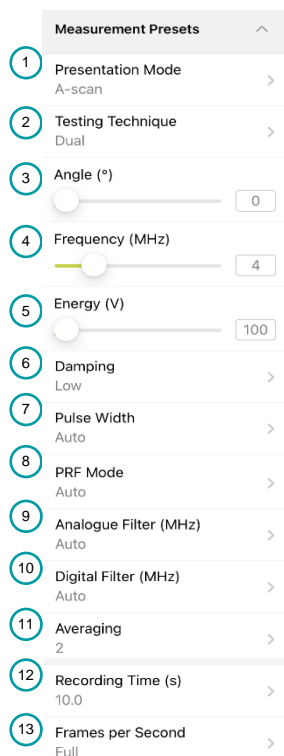 Measurement Presets
1
Presentation Mode
A-scan
2
Testing Technique
Dual
3
Angle (°)
0
4
Frequency (MHz)
4
5
Energy (V)
100
6
Damping
Low
7
Pulse Width
Auto
8
PRF Mode
Auto
9
Analogue Filter (MHz)
Auto
10
Digital Filter (MHz)
Auto
11
Averaging
2
12
Recording Time (s)
10.0
13
Frames per Second
Full